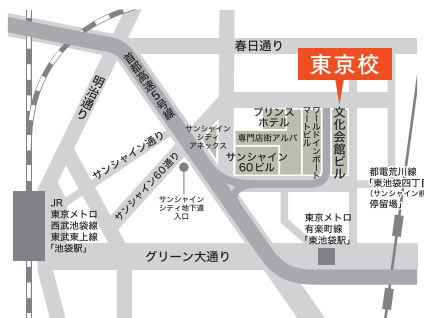 春日通り
東京校
首都高速5号線
明治通り
プリンス
ホテル
ワールドインポート
マートビル
文化会館ビル
サンシャイン
シティ
アネックス
専門店街アルパ
サンシャイン
60ビル
サンシャイン通り
サンシャイン60通り
サンシャイン
シティ地下道
入口
都電荒川線
「東池袋四丁目
(サンシャイン前
停留場」
JR
東京メトロ
西武池袋線
東武東上線
「池袋駅」
東京メトロ
有楽町線
「東池袋駅」
グリーン大通り